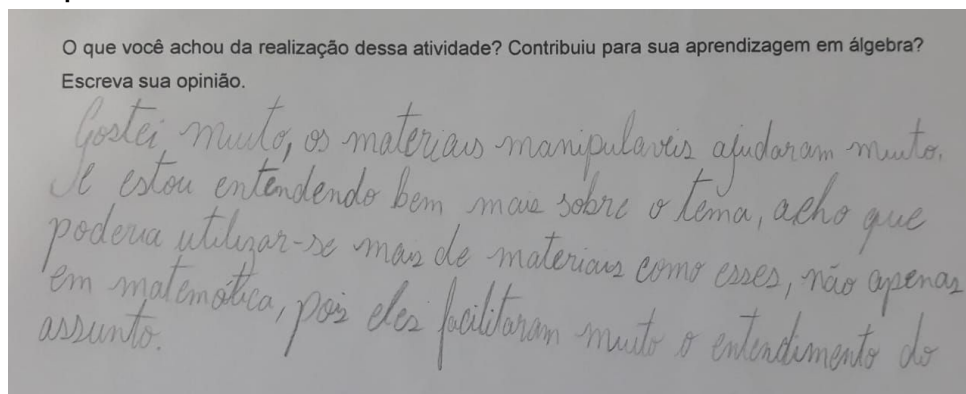 O que você achou da realização dessa atividade? Contribuiu para sua aprendizagem em álgebra?
Escreva sua opinião.
Gostei muito, os materiais manipulaveis ajudaram muito.
E estou entendendo bem mais sobre o tema, acho que
poderia utilizar-se mais de materiais como esses, não apenas
em matemática, pois eles facilitaram muito o entendimento do
assunto.